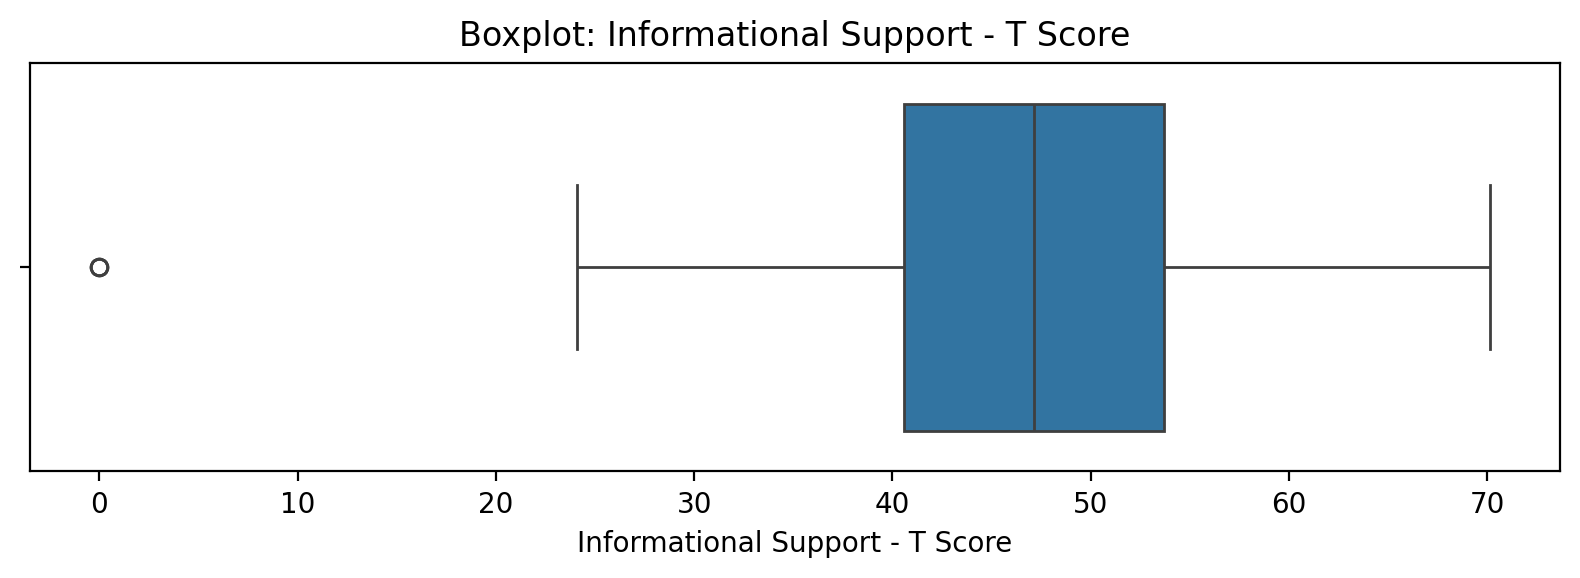 Boxplot: Informational Support - T Score
0 10 20 30 40 50 60 70
Informational Support - T Score